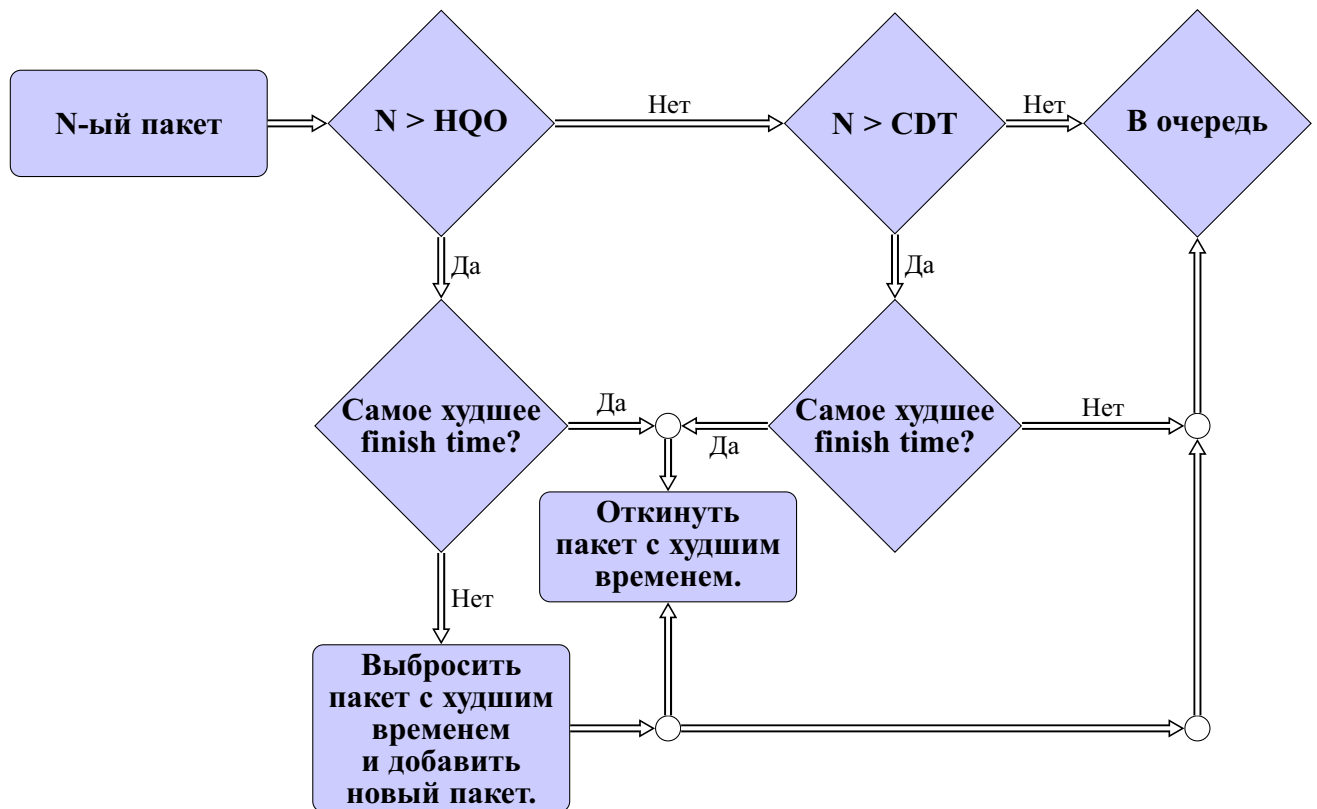 N-ый пакет
N > HQO
Нет
N > CDT
Нет
В очередь
Да
Да
Самое худшее
finish time?
Да
Да
Самое худшее
finish time?
Нет
Откинуть
пакет с худшим
временем.
Нет
Выбросить
пакет с худшим
временем
и добавить
новый пакет.